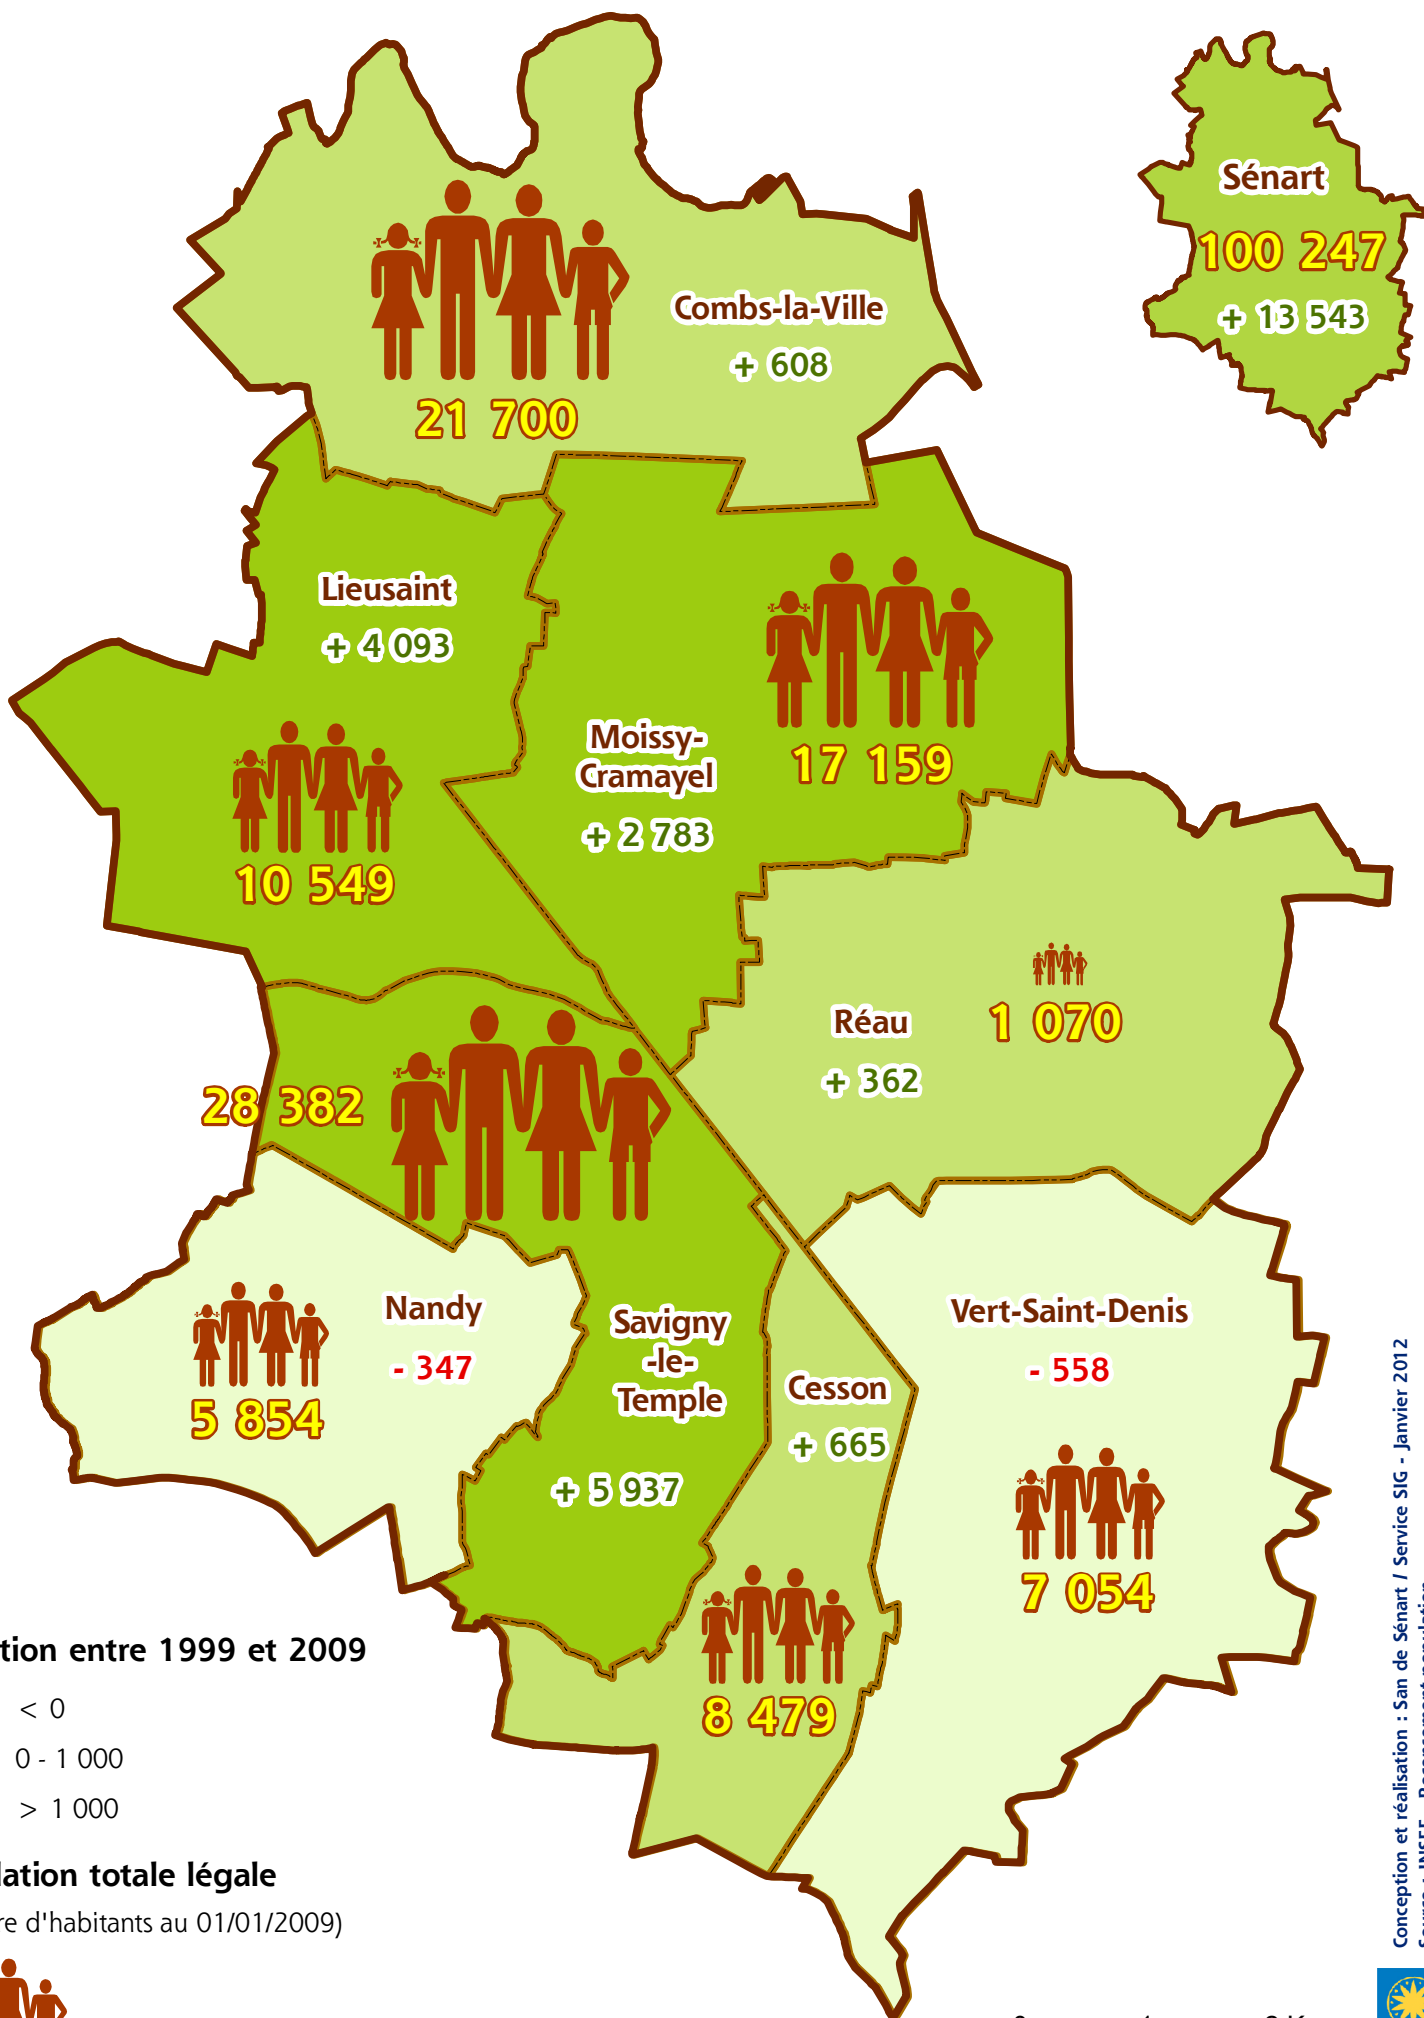 Sénart
100 247
+ 13 543
Combs-la-Ville
+ 608
21 700
Lieusaint
+ 4 093
10 549
Moissy-
Cramayel
+ 2 783
17 159
Réau
+ 362
1 070
28 382
Savigny
-le-
Temple
+ 5 937
Nandy
- 347
5 854
Cesson
+ 665
8 479
Vert-Saint-Denis
- 558
7 054
tion entre 1999 et 2009
< 0
0 - 1 000
> 1 000
lation totale légale
re d'habitants au 01/01/2009)
Conception et réalisation : San de Sénart / Service SIG - Janvier 2012